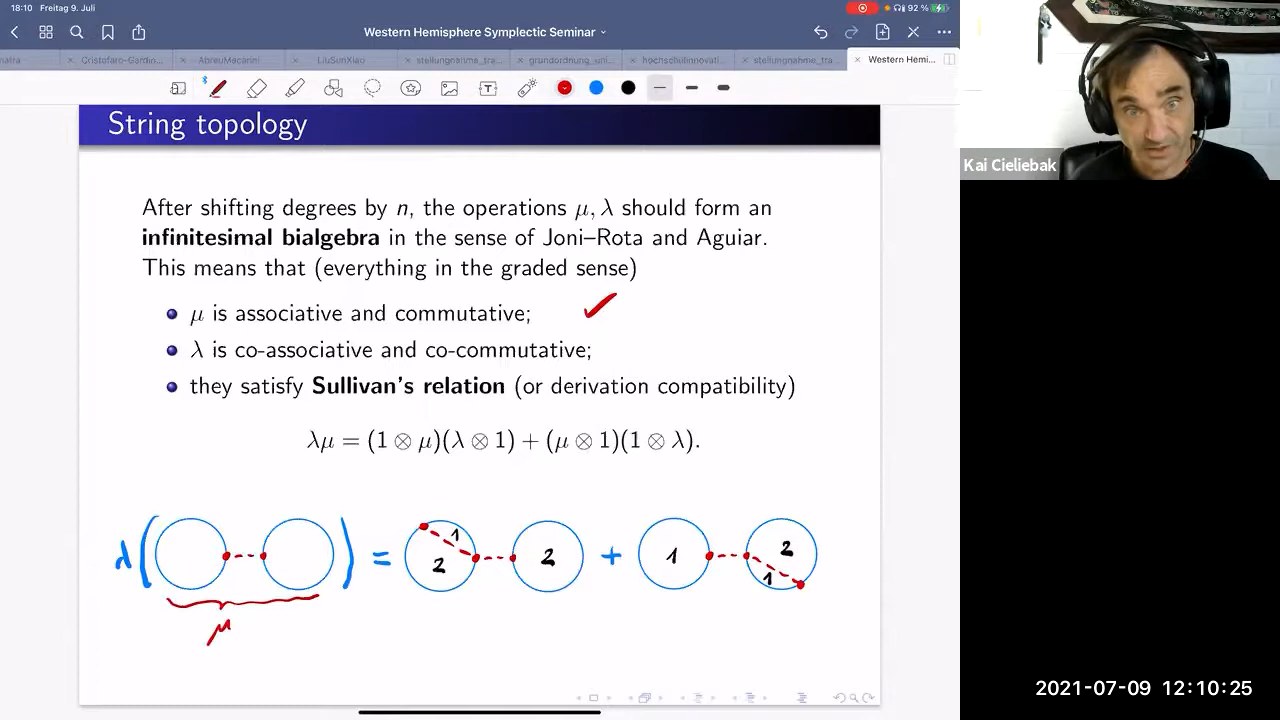 18:10 Freitag 9. Juli
92 %
Western Hemisphere Symplectic Seminar
Cristofaro-Gardin... AbreuMacarini LiuSunXiao stellungnahme_tra... grundordnung_uni... hochschulinnovati... stellungnahme_tra... Western Hemi...
String topology
After shifting degrees by n, the operations μ, λ should form an
infinitesimal bialgebra in the sense of Joni–Rota and Aguiar.
This means that (everything in the graded sense)
μ is associative and commutative; ✓
λ is co-associative and co-commutative;
they satisfy Sullivan's relation (or derivation compatibility)
λμ = (1 ⊗ μ)(λ ⊗ 1) + (μ ⊗ 1)(1 ⊗ λ).
λ ( ) = 1 2 2 + 1 2 1
μ
Kai Cieliebak
2021-07-09 12:10:25